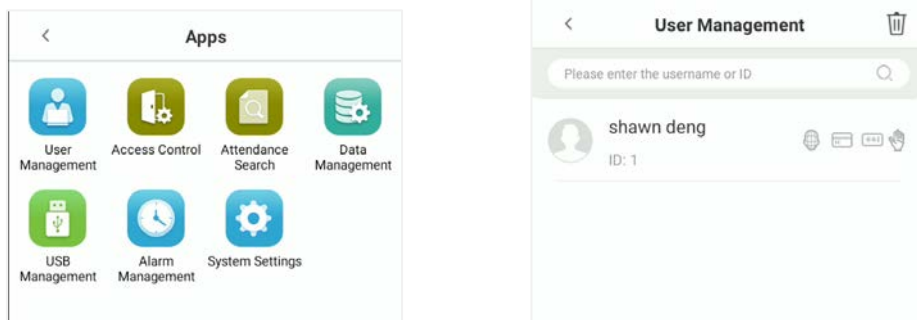 Apps
User
Management
Access Control
Attendance
Search
Data
Management
USB
Management
Alarm
Management
System Settings
User Management
Please enter the username or ID
shawn deng
ID: 1